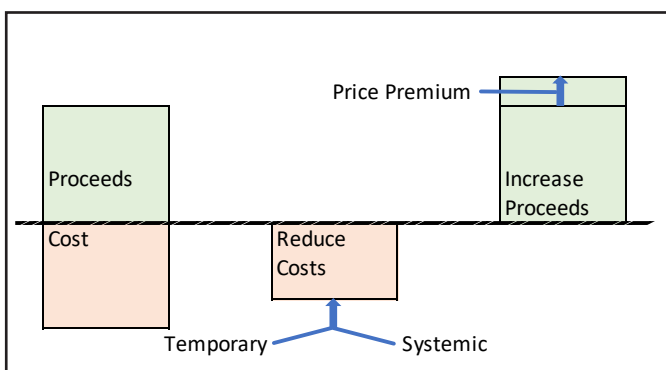 Price Premium
Proceeds
Increase
Proceeds
Cost
Reduce
Costs
Temporary
Systemic